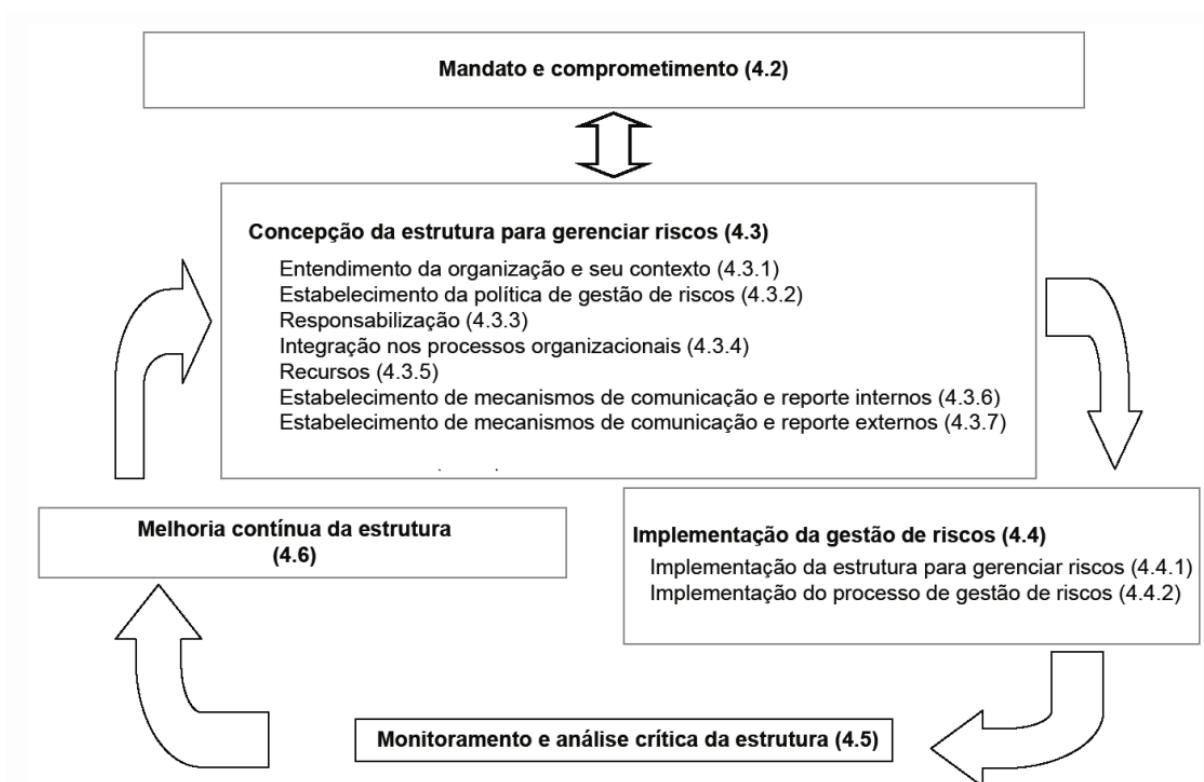 Mandato e comprometimento (4.2)
Concepção da estrutura para gerenciar riscos (4.3)
Entendimento da organização e seu contexto (4.3.1)
Estabelecimento da política de gestão de riscos (4.3.2)
Responsabilização (4.3.3)
Integração nos processos organizacionais (4.3.4)
Recursos (4.3.5)
Estabelecimento de mecanismos de comunicação e reporte internos (4.3.6)
Estabelecimento de mecanismos de comunicação e reporte externos (4.3.7)
Implementação da gestão de riscos (4.4)
Implementação da estrutura para gerenciar riscos (4.4.1)
Implementação do processo de gestão de riscos (4.4.2)
Monitoramento e análise crítica da estrutura (4.5)
Melhoria contínua da estrutura
(4.6)